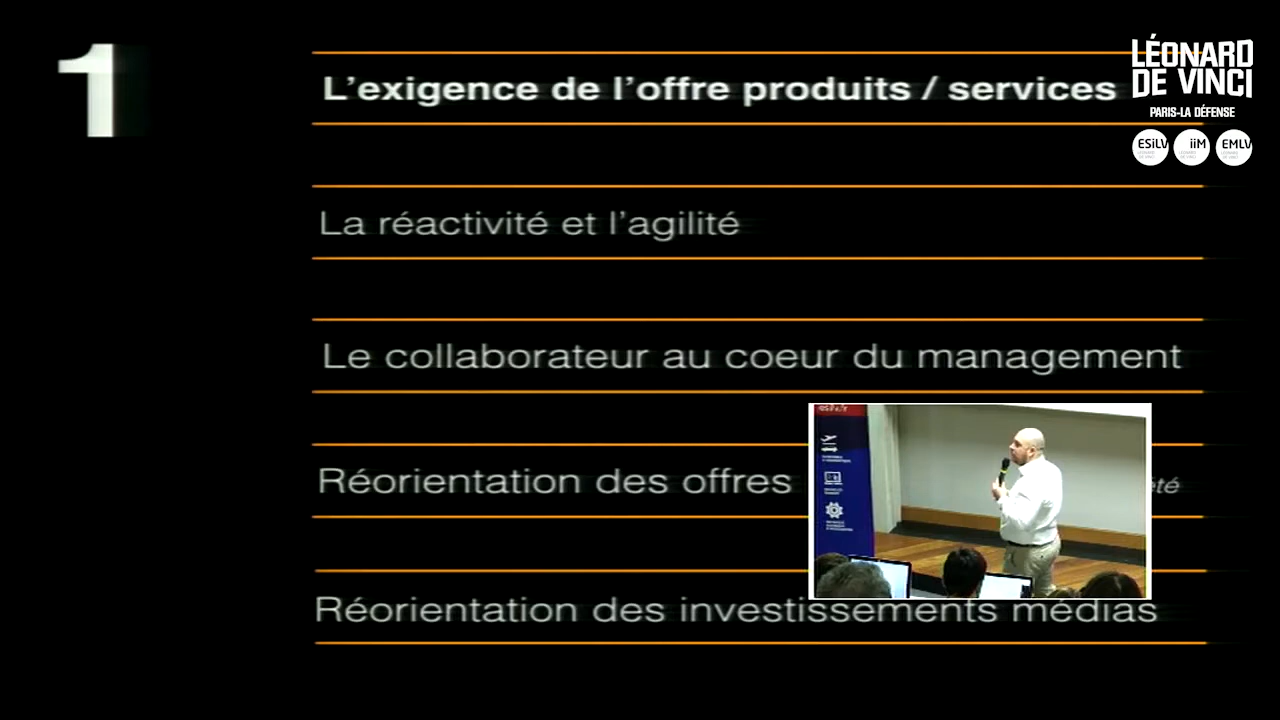 1
L’exigence de l’offre produits / services
La réactivité et l’agilité
Le collaborateur au coeur du management
Réorientation des offres
Réorientation des investissements médias
LÉONARD
DE VINCI
PARIS-LA DÉFENSE
ESiLV
iiM
EMLV